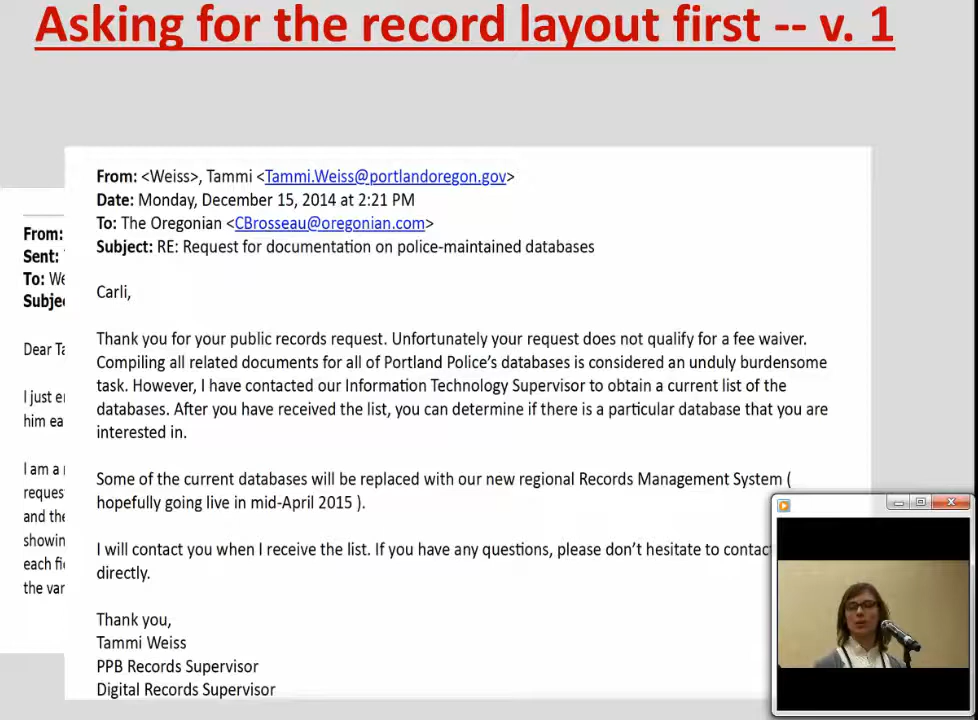 Asking for the record layout first -- v. 1
From: <Weiss>, Tammi <Tammi.Weiss@portlandoregon.gov>
Date: Monday, December 15, 2014 at 2:21 PM
To: The Oregonian <CBrosseau@oregonian.com>
Subject: RE: Request for documentation on police-maintained databases
Carli,
Thank you for your public records request. Unfortunately your request does not qualify for a fee waiver.
Compiling all related documents for all of Portland Police's databases is considered an unduly burdensome
task. However, I have contacted our Information Technology Supervisor to obtain a current list of the
databases. After you have received the list, you can determine if there is a particular database that you are
interested in.
Some of the current databases will be replaced with our new regional Records Management System (
hopefully going live in mid-April 2015 ).
I will contact you when I receive the list. If you have any questions, please don't hesitate to contact
directly.
Thank you,
Tammi Weiss
PPB Records Supervisor
Digital Records Supervisor
From:
Sent:
To: We
Subje
Dear Ta
I just e
him ea
I am a
reques
and the
showin
each fi
the var